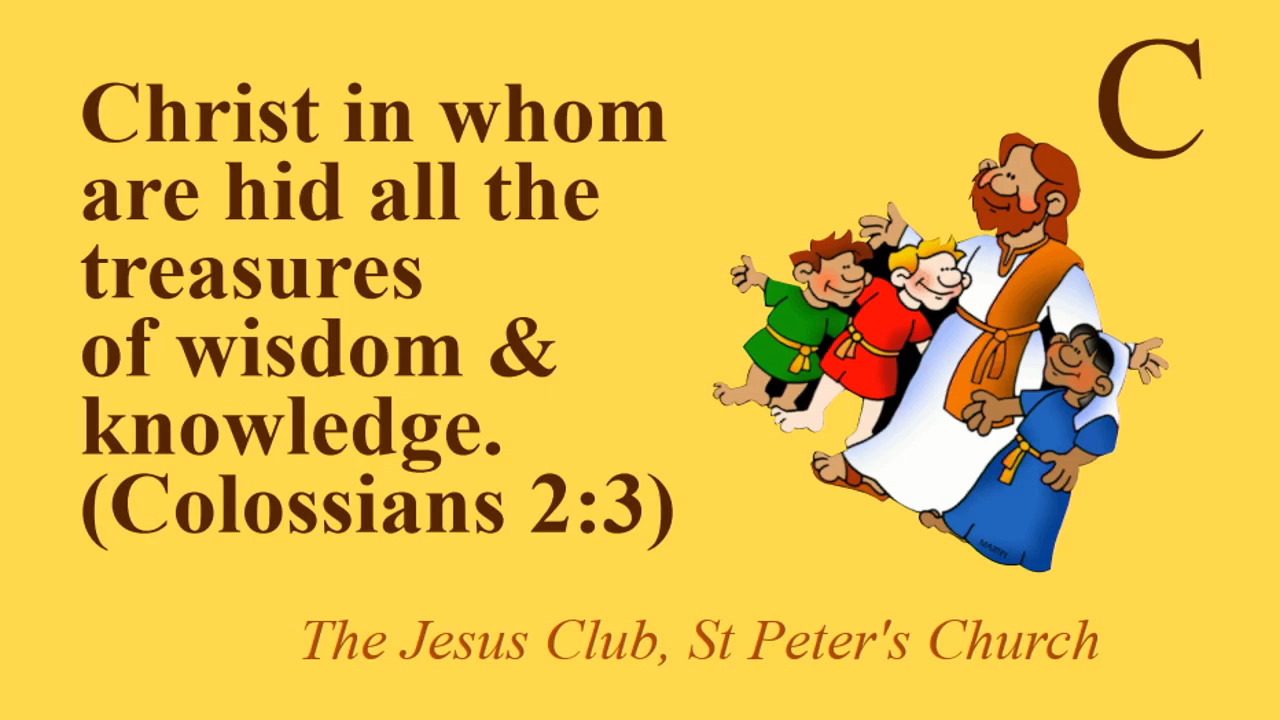 C
Christ in whom
are hid all the
treasures
of wisdom &
knowledge.
(Colossians 2:3)
MARTIN
The Jesus Club, St Peter's Church